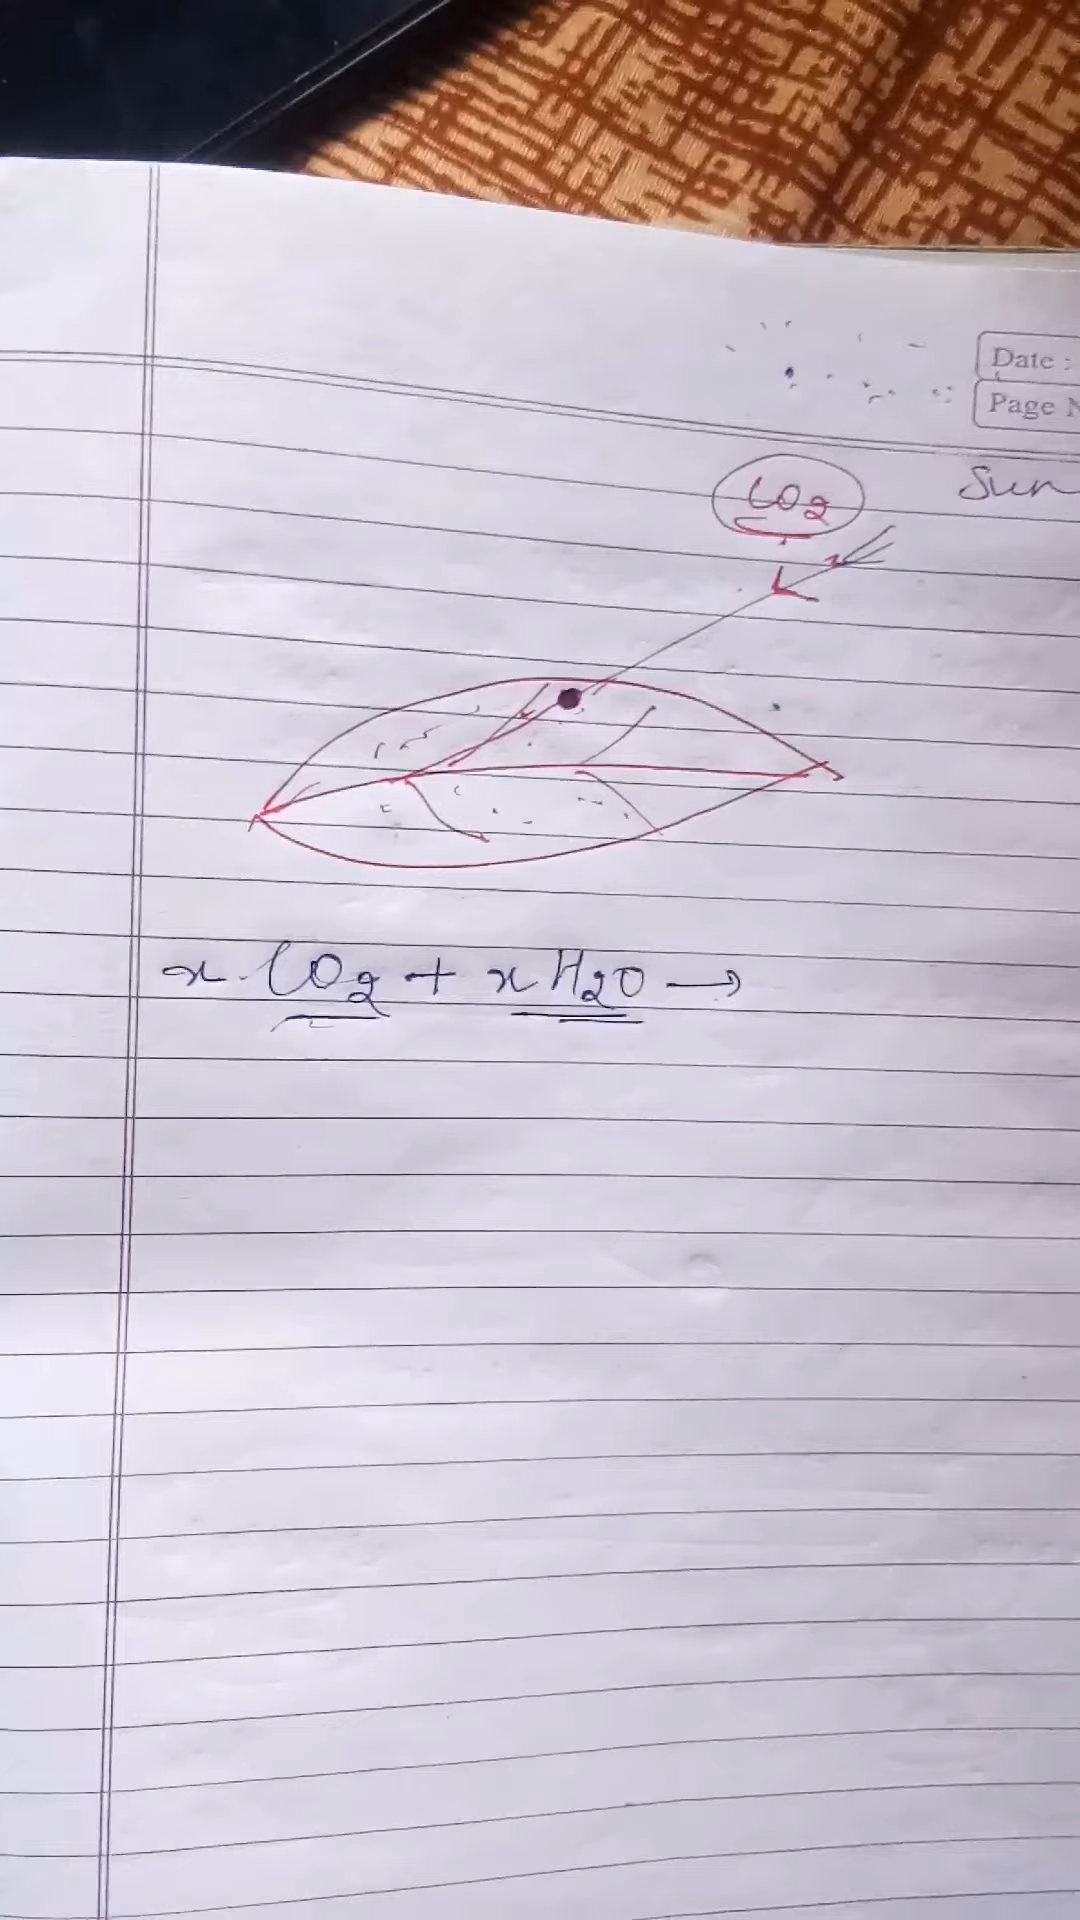 Date :
Page N
CO2
Sun
x. CO2 + x H2O →